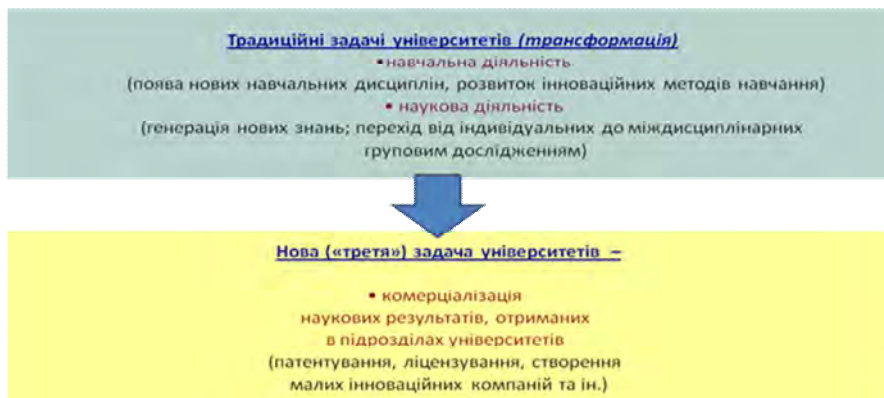 Традиційні задачі університетів (трансформація)
•навчальна діяльність
(поява нових навчальних дисциплін, розвиток інноваційних методів навчання)
• наукова діяльність
(генерація нових знань; перехід від індивідуальних до міждисциплінарних
груповим дослідженням)
Нова («третя») задача університетів –
• комерціалізація
наукових результатів, отриманих
в підрозділах університетів
(патентування, ліцензування, створення
малих інноваційних компаній та ін.)